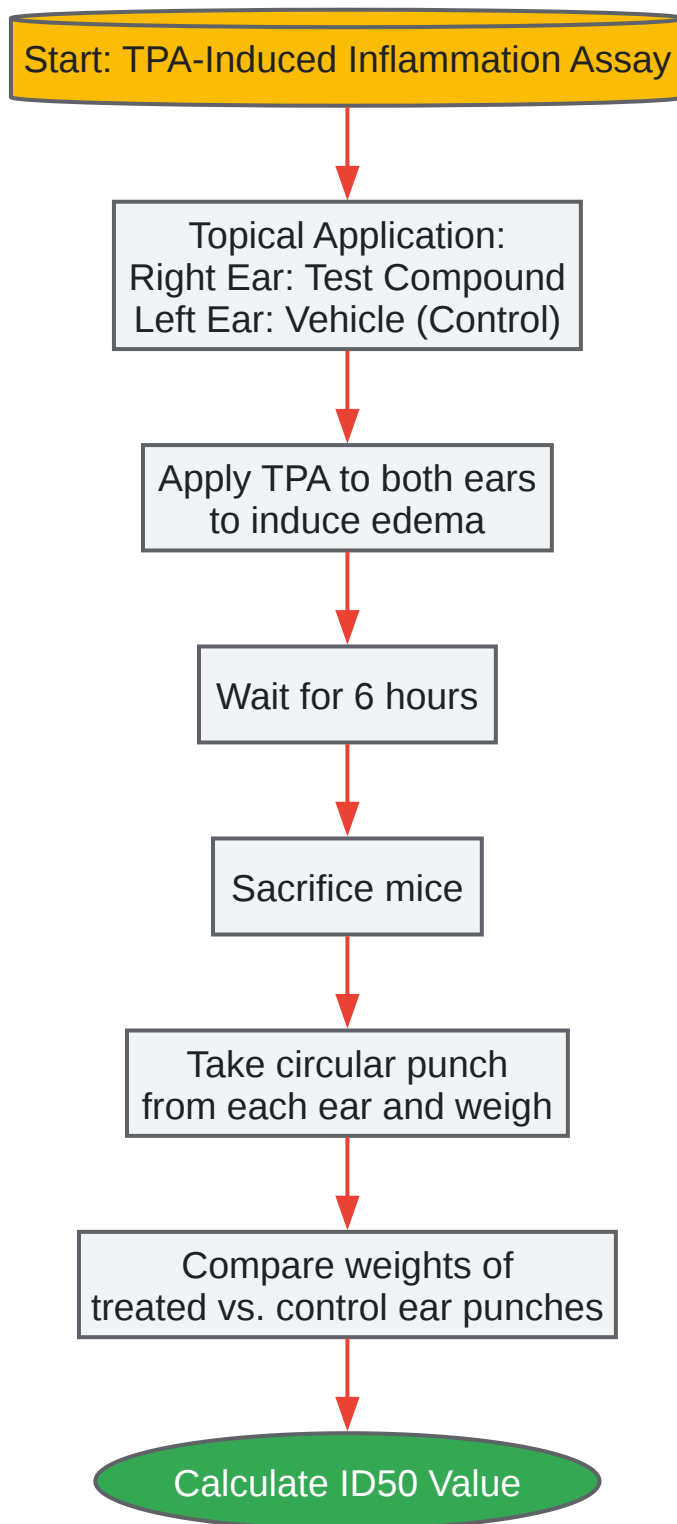 Start: TPA-Induced Inflammation Assay
Topical Application:
Right Ear: Test Compound
Left Ear: Vehicle (Control)
Apply TPA to both ears
to induce edema
Wait for 6 hours
Sacrifice mice
Take circular punch
from each ear and weigh
Compare weights of
treated vs. control ear punches
Calculate ID50 Value